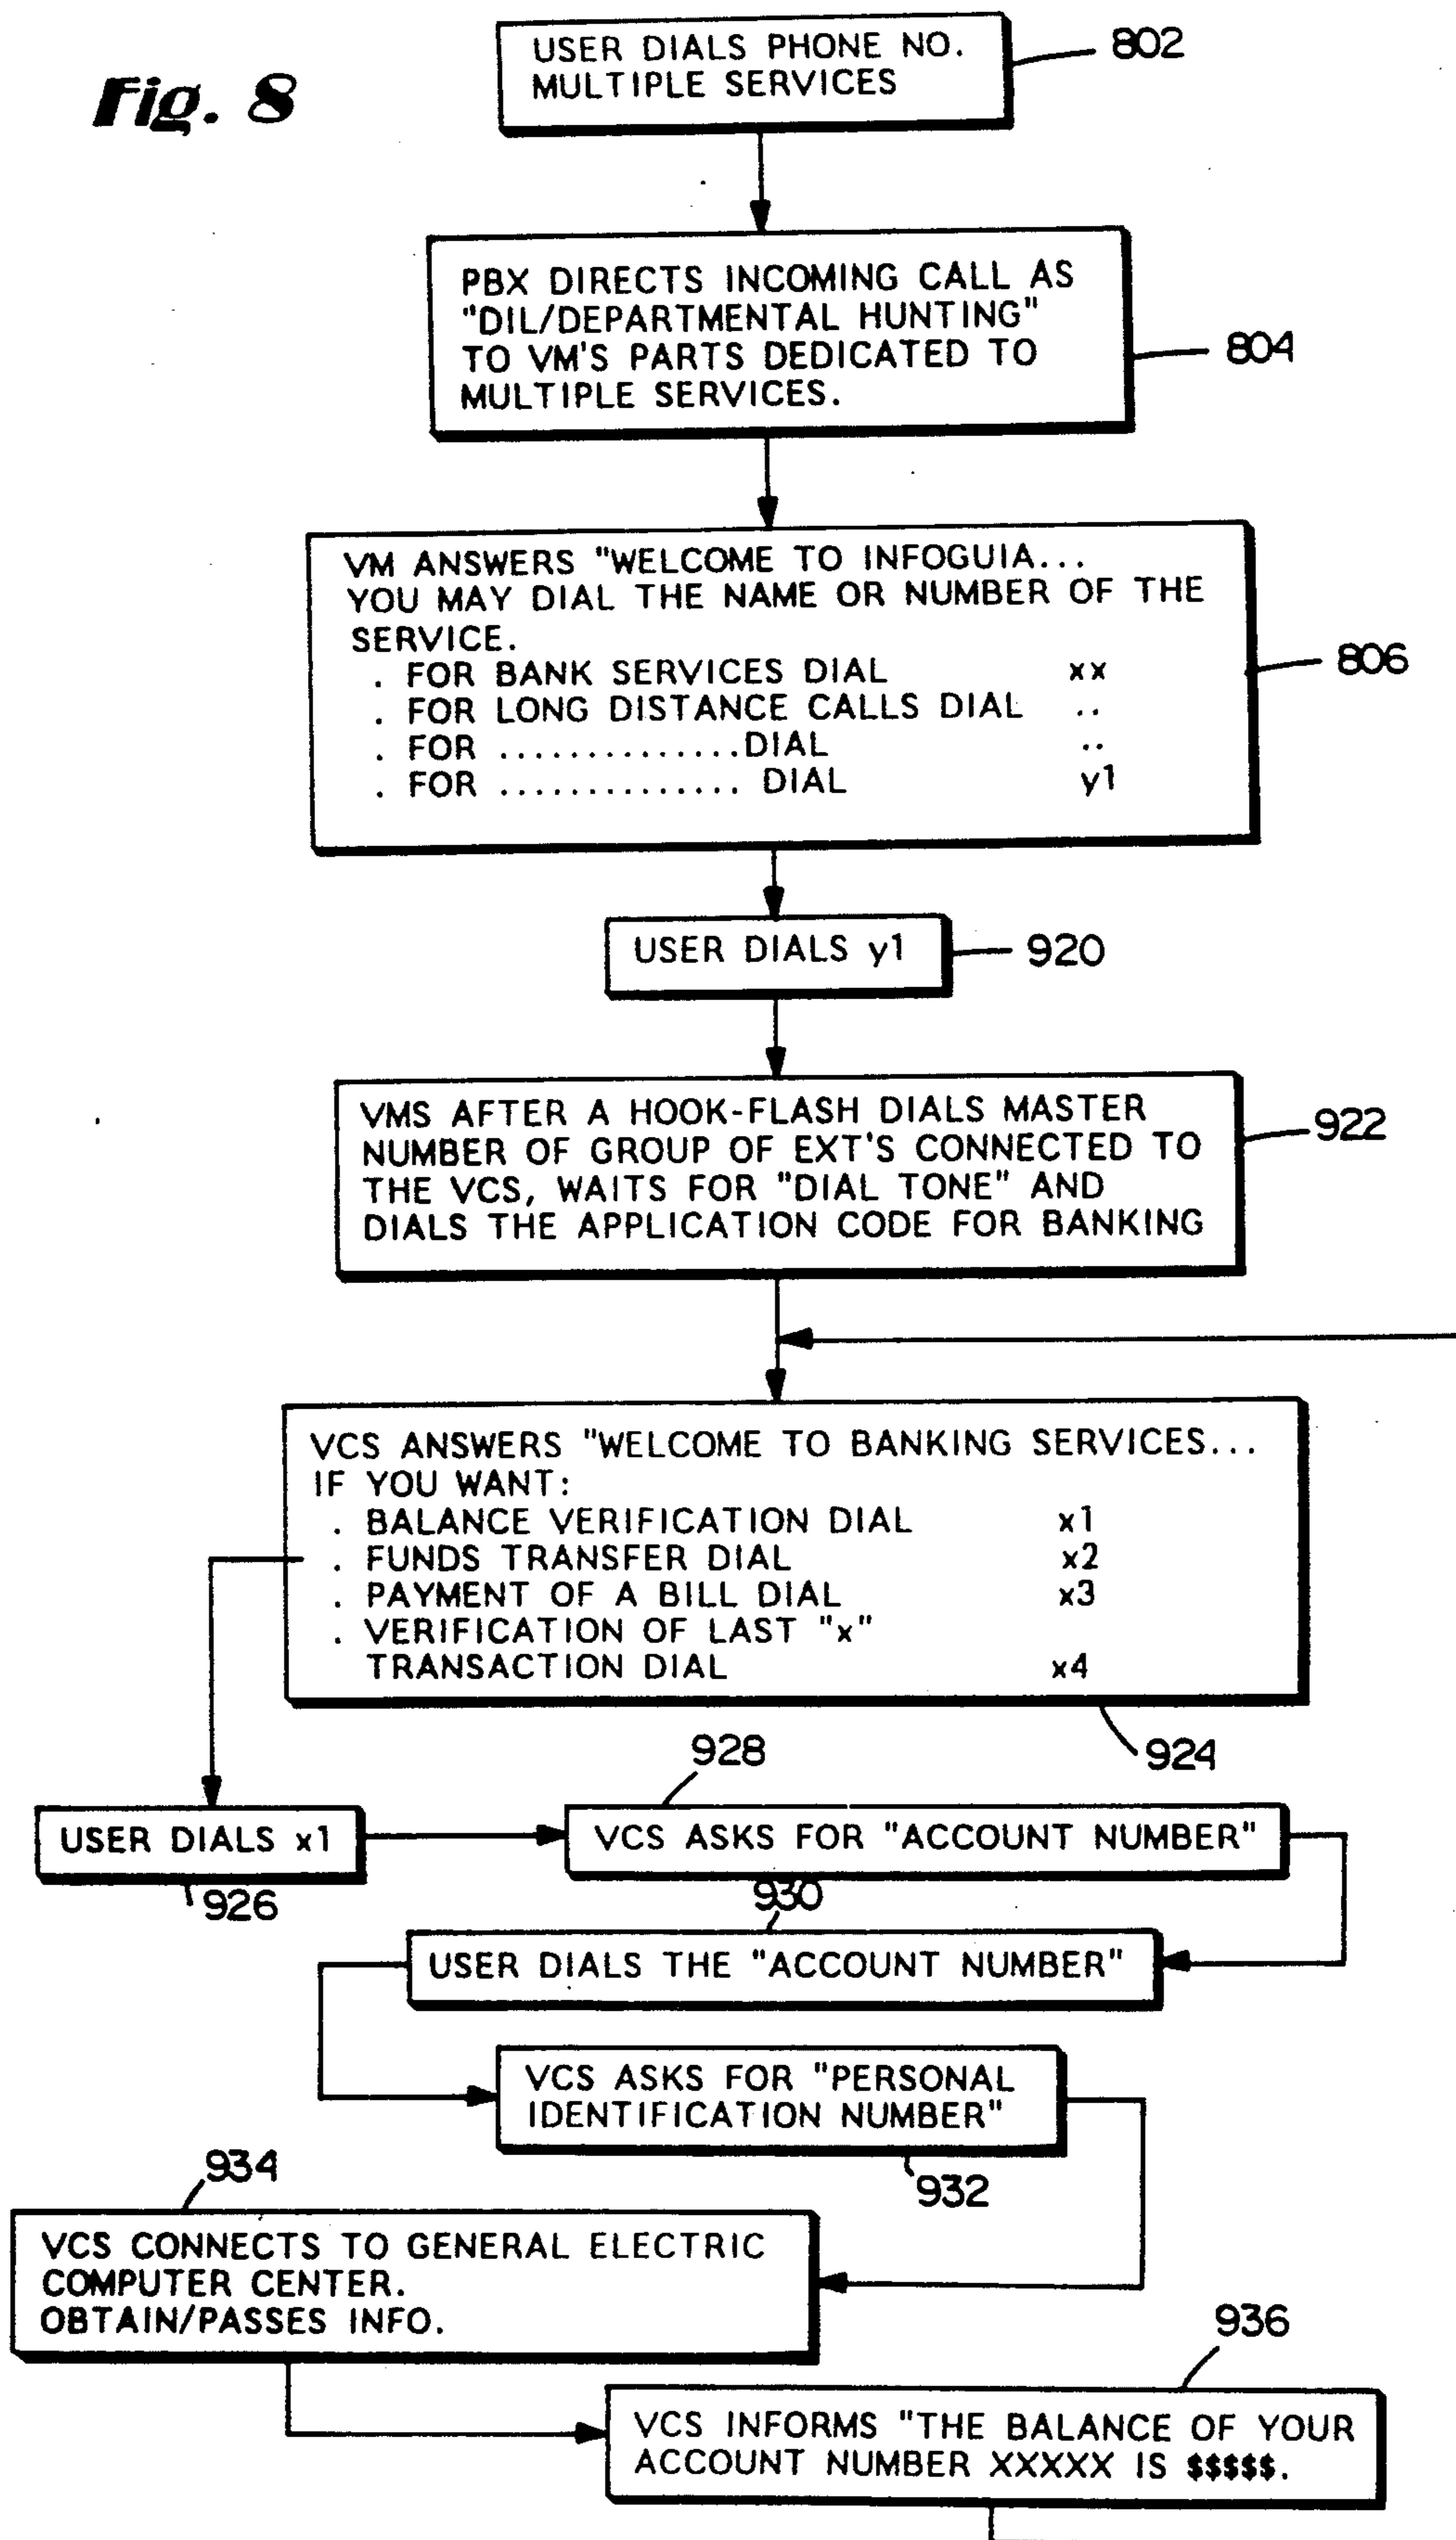 Fig. 8
USER DIALS PHONE NO.
MULTIPLE SERVICES
802
PBX DIRECTS INCOMING CALL AS
"DIL/DEPARTMENTAL HUNTING"
TO VM'S PARTS DEDICATED TO
MULTIPLE SERVICES.
804
VM ANSWERS "WELCOME TO INFOGUIA...
YOU MAY DIAL THE NAME OR NUMBER OF THE
SERVICE.
. FOR BANK SERVICES DIAL xx
. FOR LONG DISTANCE CALLS DIAL ..
. FOR ..............DIAL ..
. FOR .............. DIAL y1
806
USER DIALS y1
920
VMS AFTER A HOOK-FLASH DIALS MASTER
NUMBER OF GROUP OF EXT'S CONNECTED TO
THE VCS, WAITS FOR "DIAL TONE" AND
DIALS THE APPLICATION CODE FOR BANKING
922
VCS ANSWERS "WELCOME TO BANKING SERVICES...
IF YOU WANT:
. BALANCE VERIFICATION DIAL x1
. FUNDS TRANSFER DIAL x2
. PAYMENT OF A BILL DIAL x3
. VERIFICATION OF LAST "x"
TRANSACTION DIAL x4
924
USER DIALS x1
926
928
VCS ASKS FOR "ACCOUNT NUMBER"
930
USER DIALS THE "ACCOUNT NUMBER"
VCS ASKS FOR "PERSONAL
IDENTIFICATION NUMBER"
932
934
VCS CONNECTS TO GENERAL ELECTRIC
COMPUTER CENTER.
OBTAIN/PASSES INFO.
936
VCS INFORMS "THE BALANCE OF YOUR
ACCOUNT NUMBER XXXXX IS $$$$$.